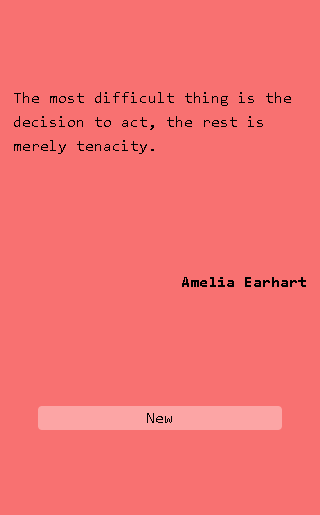 The most difficult thing is the
decision to act, the rest is
merely tenacity.
Amelia Earhart
New